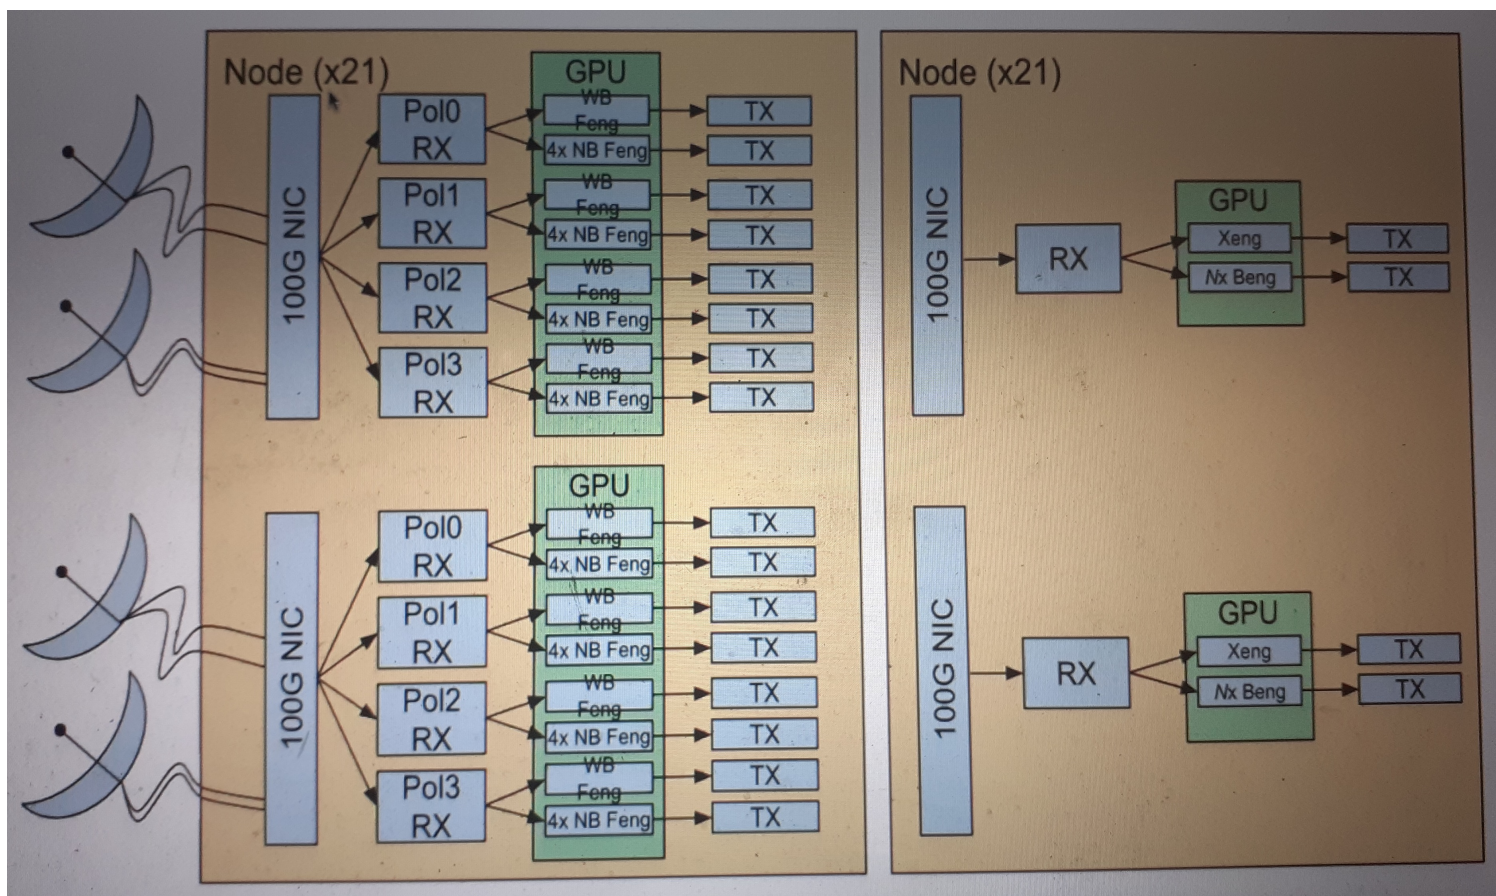 Node (x21)
100G NIC
Pol0
RX
Pol1
RX
Pol2
RX
Pol3
RX
GPU
WB
Feng
4x NB Feng
WB
Feng
4x NB Feng
WB
Feng
4x NB Feng
WB
Feng
4x NB Feng
TX
TX
TX
TX
TX
TX
TX
TX
100G NIC
Pol0
RX
Pol1
RX
Pol2
RX
Pol3
RX
GPU
WB
Feng
4x NB Feng
WB
Feng
4x NB Feng
WB
Feng
4x NB Feng
WB
Feng
4x NB Feng
TX
TX
TX
TX
TX
TX
TX
TX
Node (x21)
100G NIC
RX
GPU
Xeng
Nx Beng
TX
TX
100G NIC
RX
GPU
Xeng
Nx Beng
TX
TX